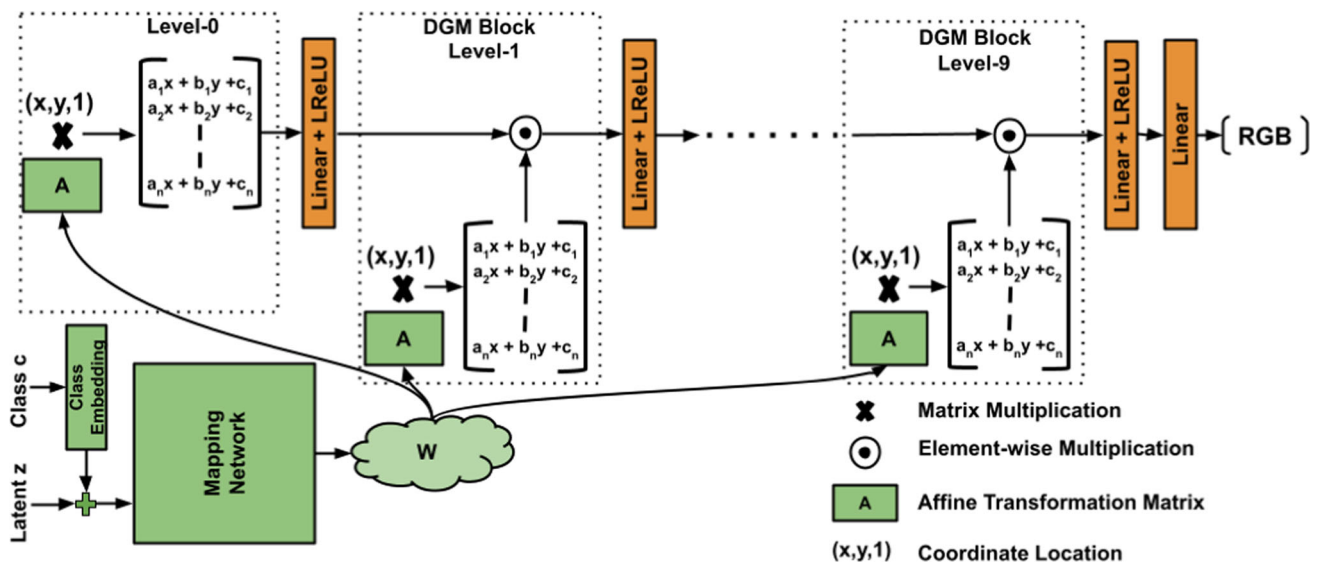 Level-0
(x,y,1)
A
a₁x + b₁y +c₁
a₂x + b₂y +c₂
aₙx + bₙy +cₙ
Linear + LReLU
DGM Block
Level-1
(x,y,1)
A
a₁x + b₁y +c₁
a₂x + b₂y +c₂
aₙx + bₙy +cₙ
Linear + LReLU
DGM Block
Level-9
(x,y,1)
A
a₁x + b₁y +c₁
a₂x + b₂y +c₂
aₙx + bₙy +cₙ
Linear + LReLU
Linear
RGB
Class c
Class
Embedding
Latent z
Mapping
Network
W
Matrix Multiplication
Element-wise Multiplication
A Affine Transformation Matrix
(x,y,1) Coordinate Location